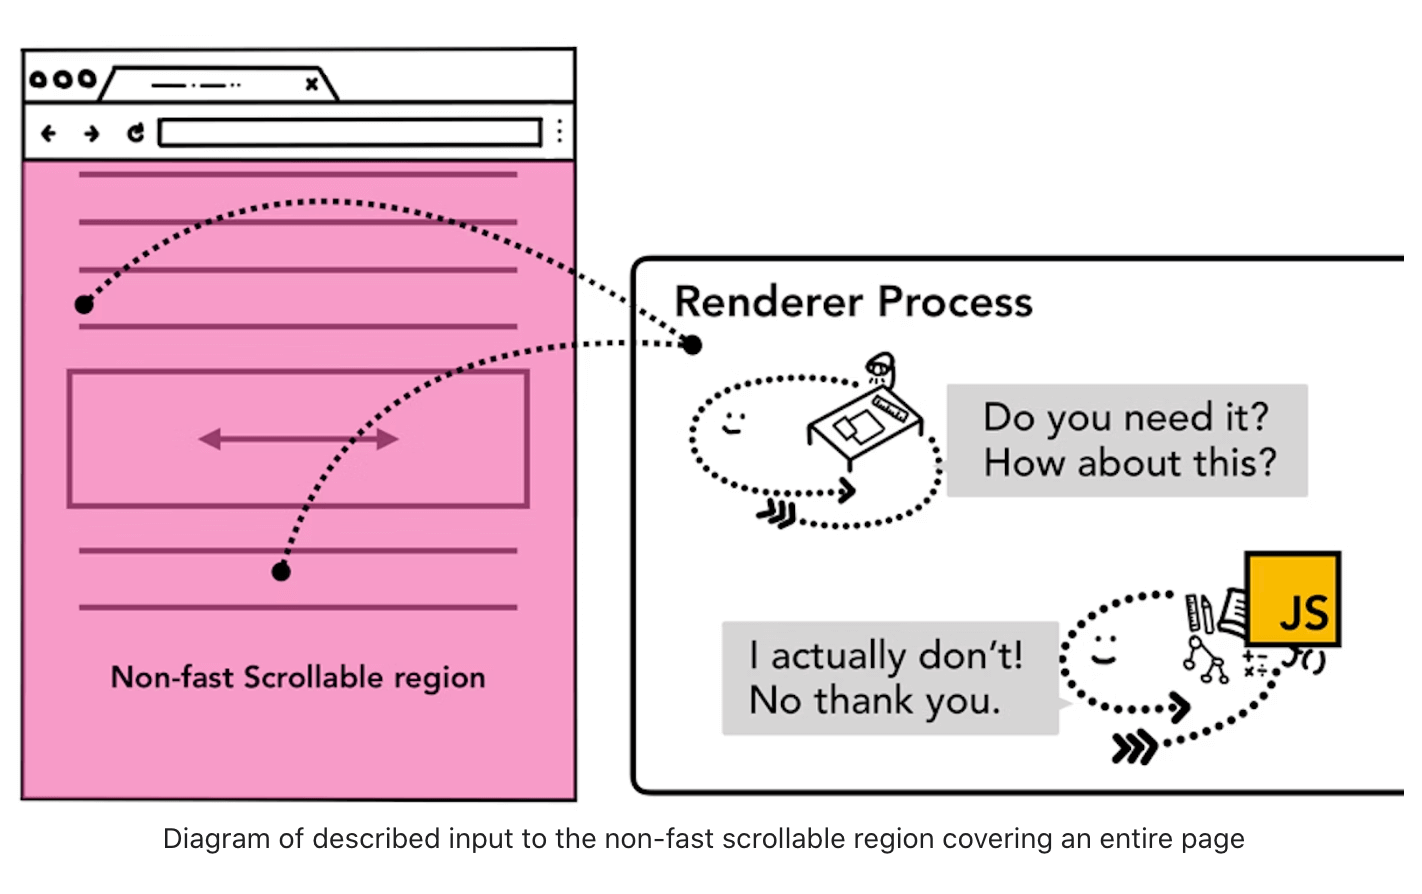 Non-fast Scrollable region
Renderer Process
Do you need it?
How about this?
I actually don't!
No thank you.
JS
Diagram of described input to the non-fast scrollable region covering an entire page